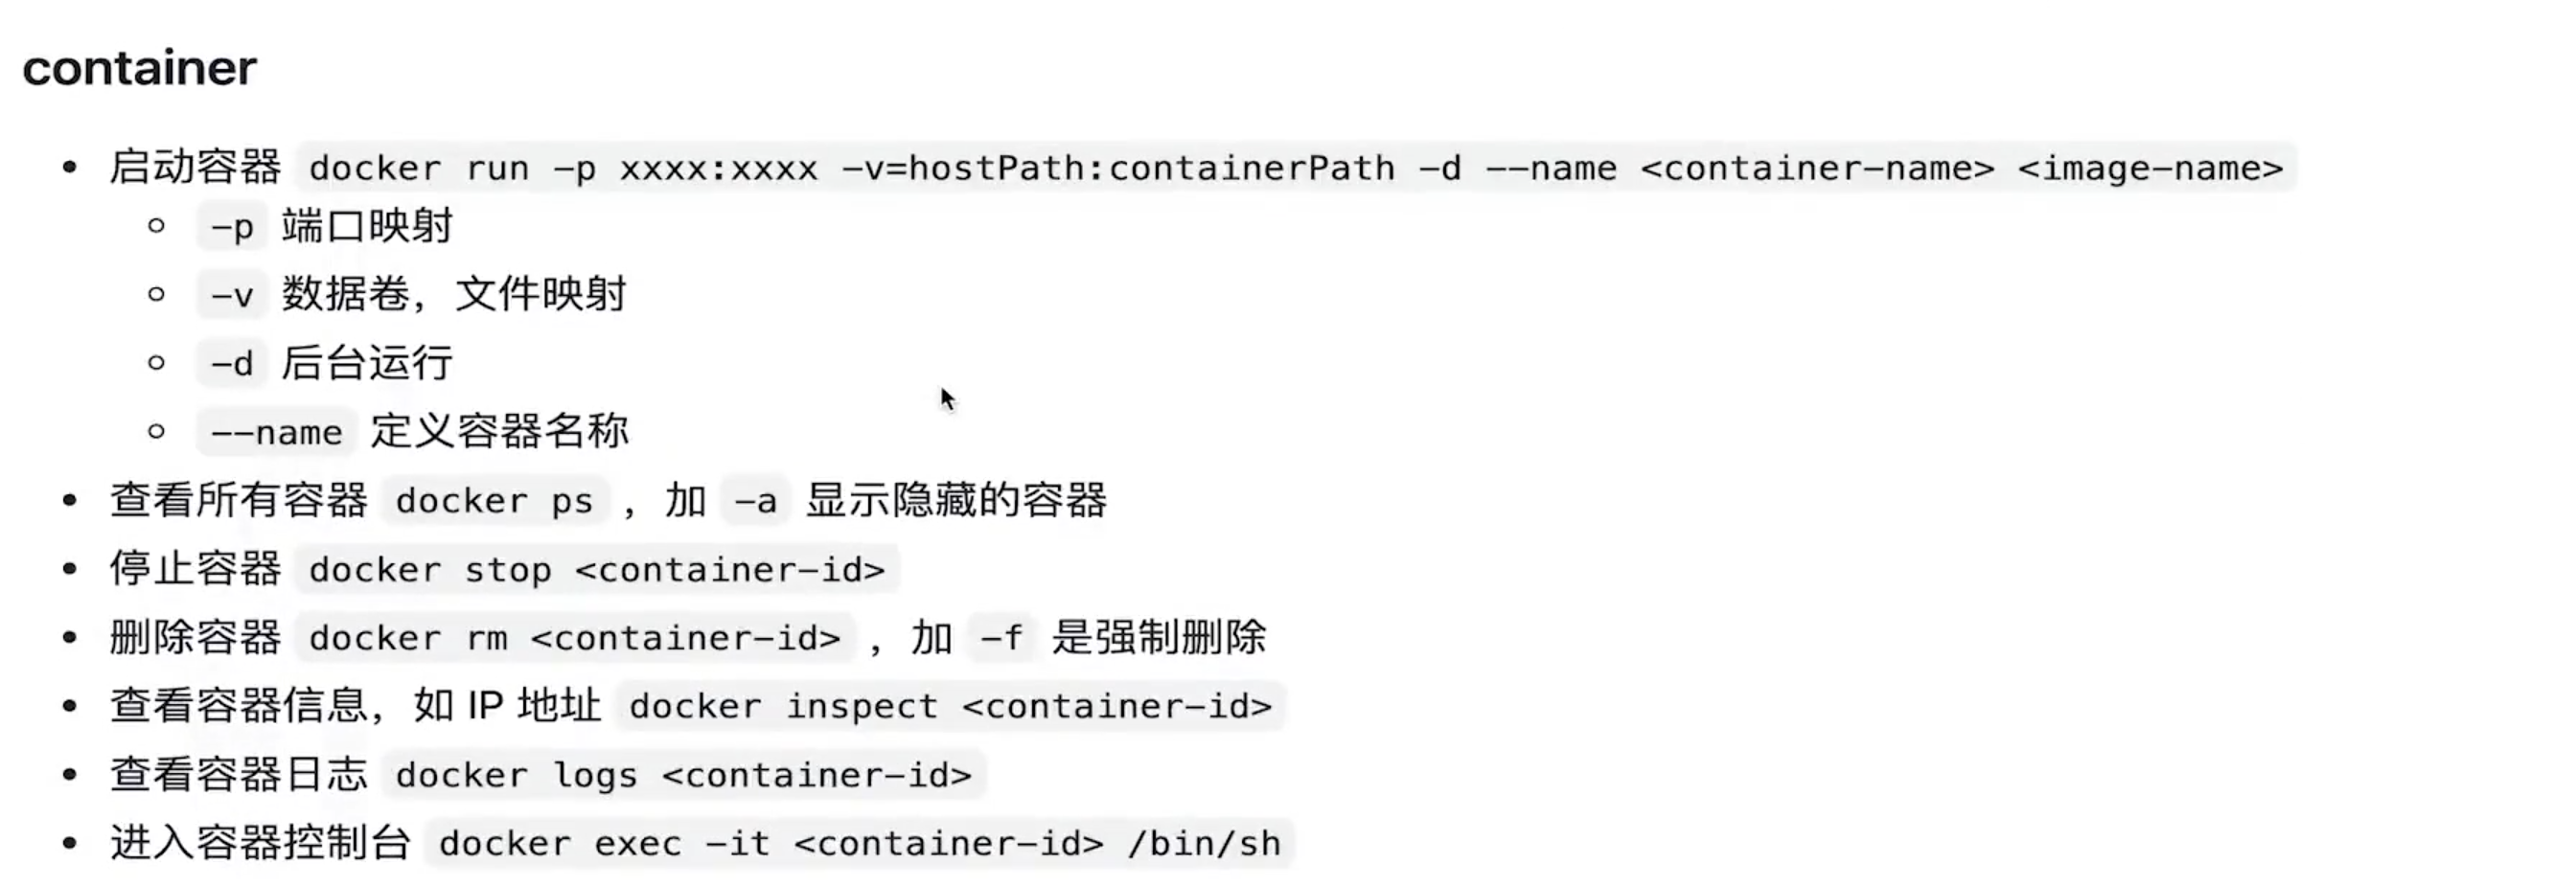 container
启动容器 docker run -p xxxx:xxxx -v=hostPath:containerPath -d --name <container-name> <image-name>
-p 端口映射
-v 数据卷，文件映射
-d 后台运行
--name 定义容器名称
查看所有容器 docker ps ，加 -a 显示隐藏的容器
停止容器 docker stop <container-id>
删除容器 docker rm <container-id> ，加 -f 是强制删除
查看容器信息，如 IP 地址 docker inspect <container-id>
查看容器日志 docker logs <container-id>
进入容器控制台 docker exec -it <container-id> /bin/sh